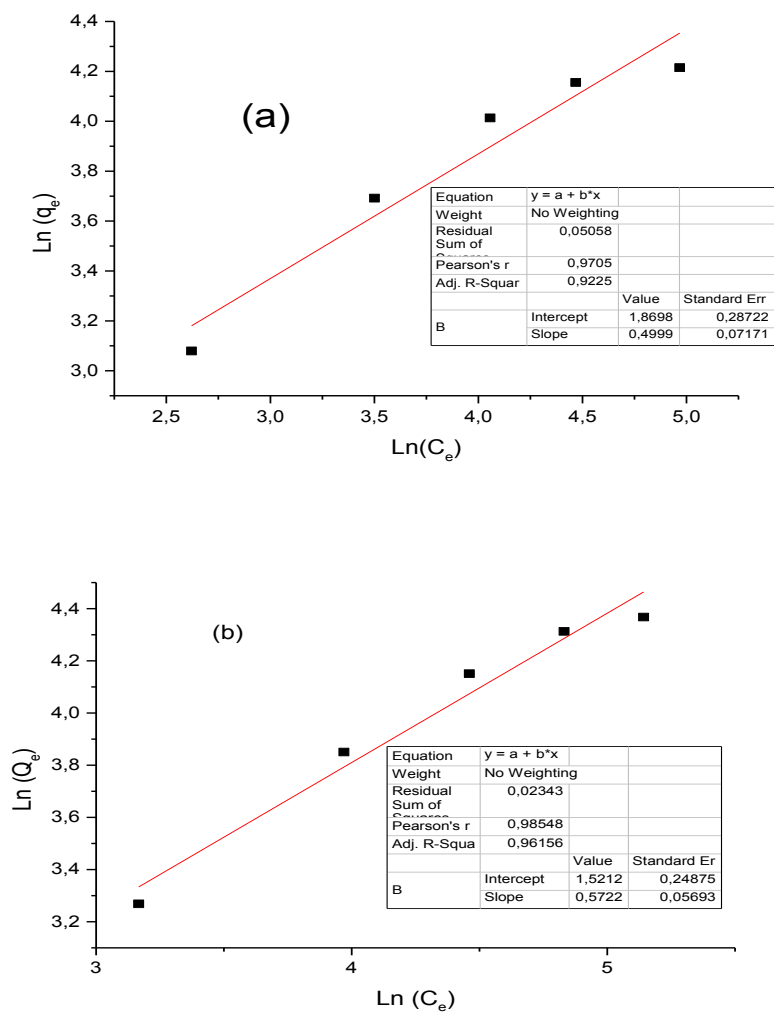 4,4
4,2
4,0
3,8
3,6
3,4
3,2
3,0
Ln (qe)
(a)
Equation y = a + b*x
Weight No Weighting
Residual 0,05058
Sum of
Pearson's r 0,9705
Adj. R-Squar 0,9225
Value Standard Err
B Intercept 1,8698 0,28722
Slope 0,4999 0,07171
2,5 3,0 3,5 4,0 4,5 5,0
Ln(Ce)
4,4
4,2
4,0
3,8
3,6
3,4
3,2
Ln (Qe)
(b)
Equation y = a + b*x
Weight No Weighting
Residual 0,02343
Sum of
Pearson's r 0,98548
Adj. R-Squa 0,96156
Value Standard Er
B Intercept 1,5212 0,24875
Slope 0,5722 0,05693
3 4 5
Ln (Ce)